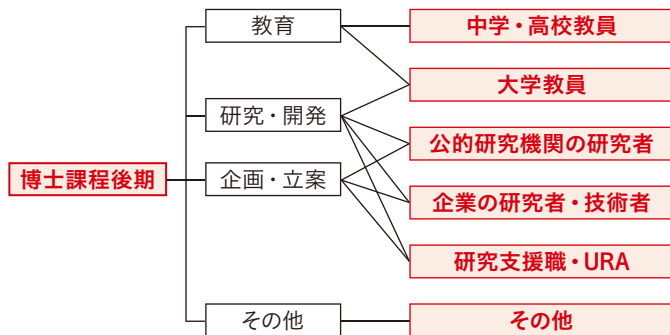 教育
中学・高校教員
大学教員
研究・開発
公的研究機関の研究者
博士課程後期
企画・立案
企業の研究者・技術者
研究支援職・URA
その他
その他